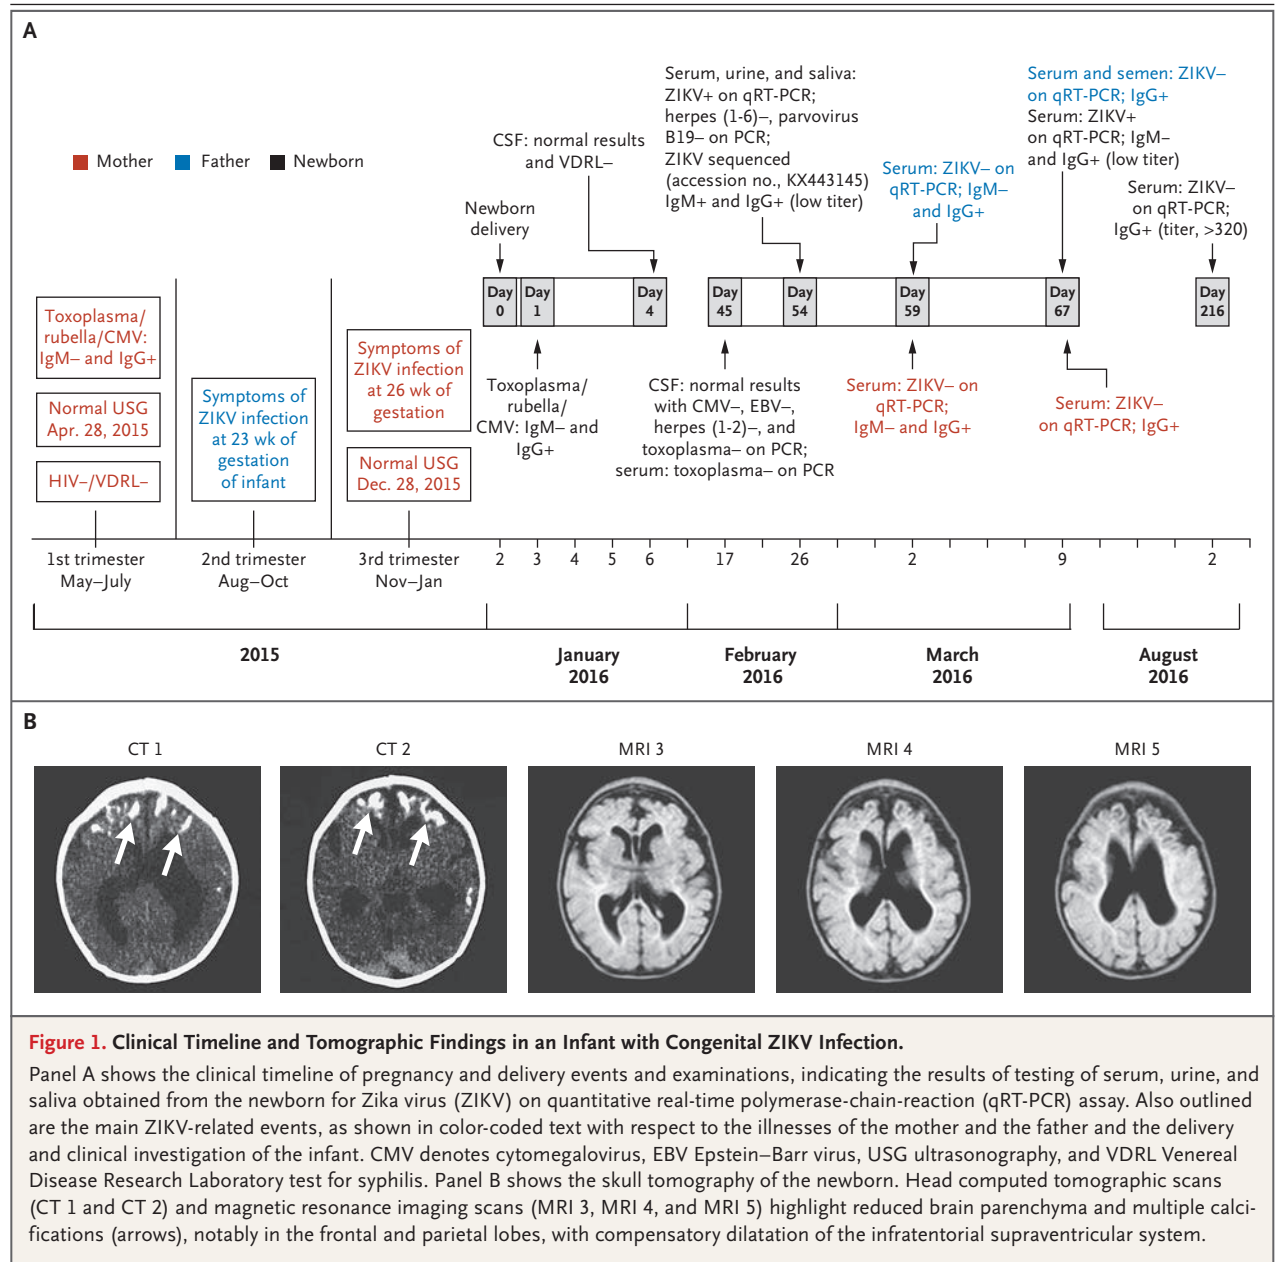 A
Mother
Father
Newborn
Newborn
delivery
CSF: normal results
and VDRL–
Serum, urine, and saliva:
ZIKV+ on qRT-PCR;
herpes (1-6)–, parvovirus
B19– on PCR;
ZIKV sequenced
(accession no., KX443145)
IgM+ and IgG+ (low titer)
Serum: ZIKV– on
qRT-PCR; IgM–
and IgG+
Serum and semen: ZIKV–
on qRT-PCR; IgG+
Serum: ZIKV+
on qRT-PCR; IgM–
and IgG+ (low titer)
Serum: ZIKV–
on qRT-PCR;
IgG+ (titer, >320)
Day
0
Day
1
Day
4
Day
45
Day
54
Day
59
Day
67
Day
216
Toxoplasma/
rubella/CMV:
IgM– and IgG+
Normal USG
Apr. 28, 2015
HIV–/VDRL–
Symptoms of
ZIKV infection
at 23 wk of
gestation
of infant
Symptoms of
ZIKV infection
at 26 wk of
gestation
Normal USG
Dec. 28, 2015
Toxoplasma/
rubella/
CMV: IgM– and
IgG+
CSF: normal results
with CMV–, EBV–,
herpes (1-2)–, and
toxoplasma– on PCR;
serum: toxoplasma– on PCR
Serum: ZIKV– on
qRT-PCR;
IgM– and IgG+
Serum: ZIKV–
on qRT-PCR; IgG+
1st trimester
May–July
2nd trimester
Aug–Oct
3rd trimester
Nov–Jan
2 3 4 5 6 17 26 2 9 2
2015
January
2016
February
2016
March
2016
August
2016
B
CT 1
CT 2
MRI 3
MRI 4
MRI 5
Figure 1. Clinical Timeline and Tomographic Findings in an Infant with Congenital ZIKV Infection.
Panel A shows the clinical timeline of pregnancy and delivery events and examinations, indicating the results of testing of serum, urine, and
saliva obtained from the newborn for Zika virus (ZIKV) on quantitative real-time polymerase-chain-reaction (qRT-PCR) assay. Also outlined
are the main ZIKV-related events, as shown in color-coded text with respect to the illnesses of the mother and the father and the delivery
and clinical investigation of the infant. CMV denotes cytomegalovirus, EBV Epstein–Barr virus, USG ultrasonography, and VDRL Venereal
Disease Research Laboratory test for syphilis. Panel B shows the skull tomography of the newborn. Head computed tomographic scans
(CT 1 and CT 2) and magnetic resonance imaging scans (MRI 3, MRI 4, and MRI 5) highlight reduced brain parenchyma and multiple calci-
fications (arrows), notably in the frontal and parietal lobes, with compensatory dilatation of the infratentorial supraventricular system.